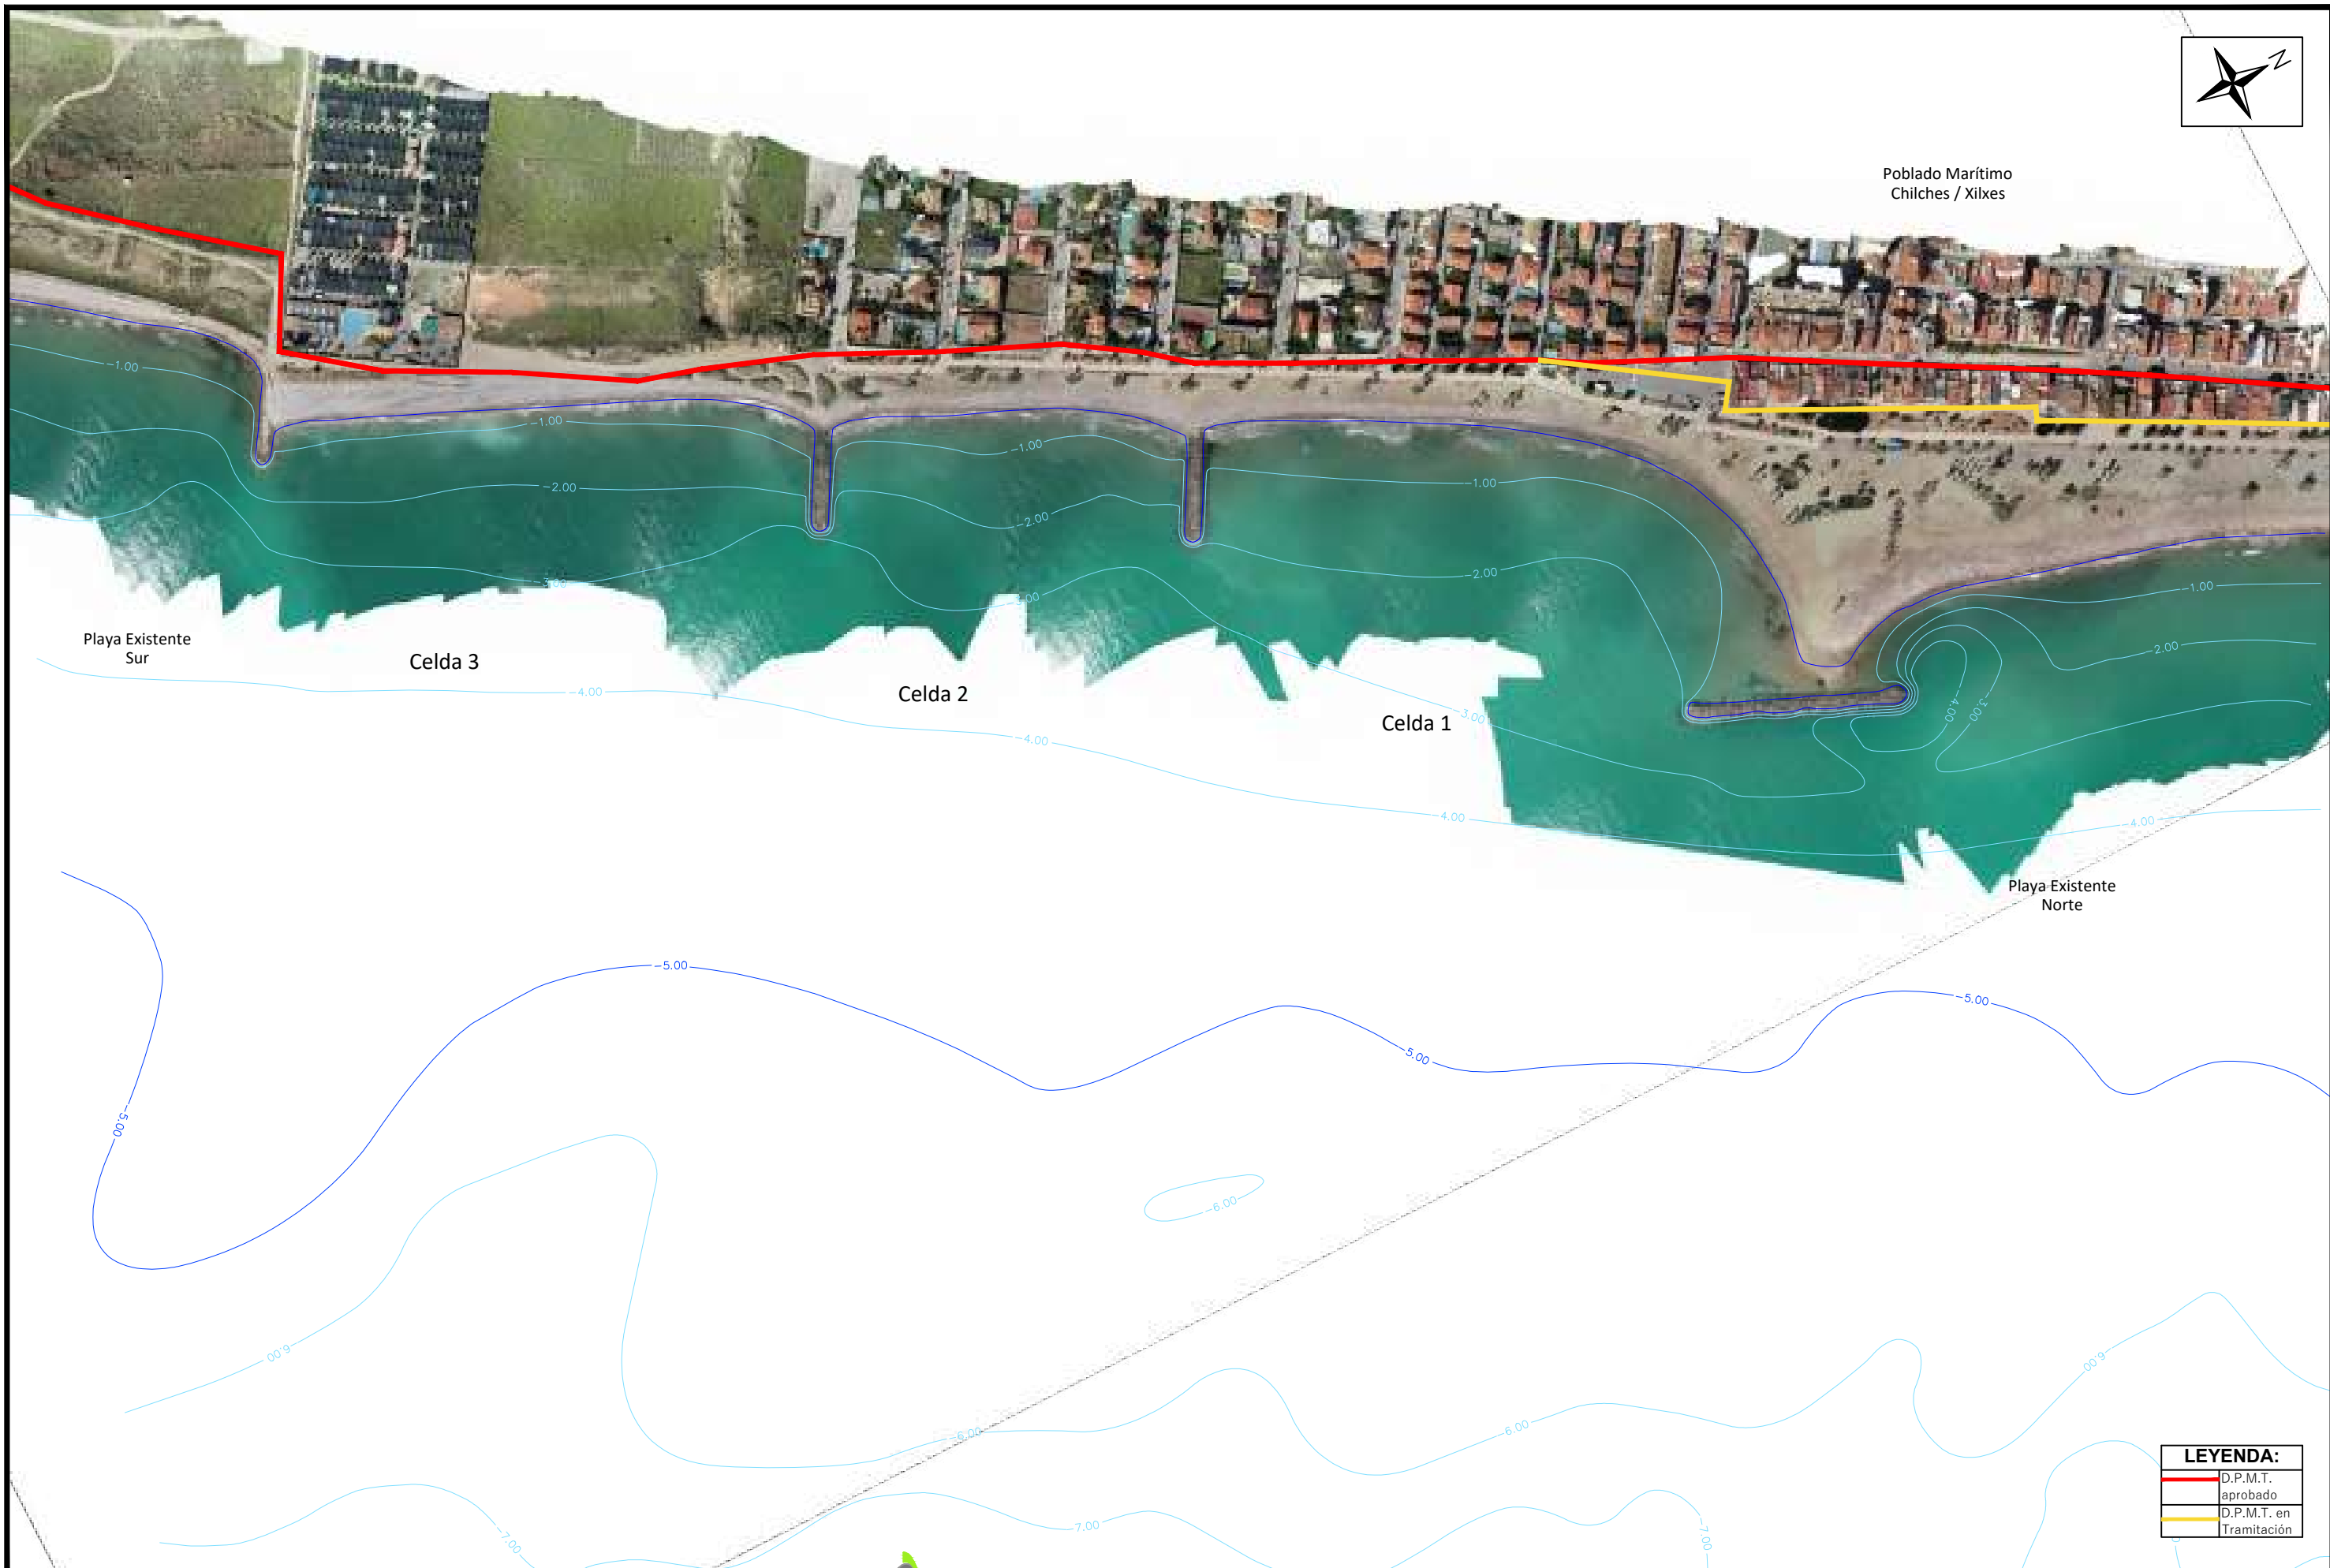 N
Poblado Marítimo
Chilches / Xilxes
-1.00
-1.00
-1.00
-1.00
-2.00
-2.00
-2.00
-1.00
-2.00
Playa Existente
Sur
Celda 3
Celda 2
Celda 1
-3.00
-4.00
3.00
-4.00
-4.00
-4.00
-4.00
Playa Existente
Norte
-5.00
-5.00
-5.00
-5.00
-6.00
6.00
6.00
-6.00
-6.00
-7.00
-7.00
-7.00
LEYENDA:
D.P.M.T.
aprobado
D.P.M.T. en
Tramitación